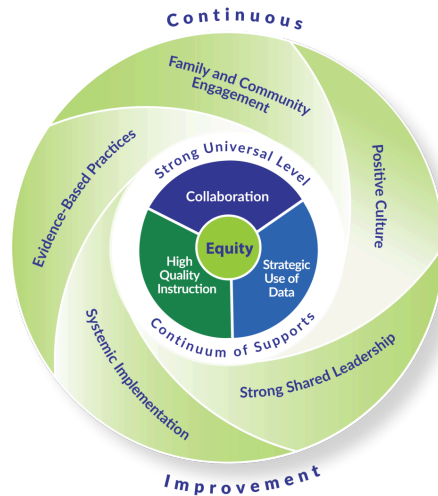 Continuous
Family and Community
Engagement
Positive Culture
Evidence-Based Practices
Strong Universal Level
Collaboration
Equity
High
Quality
Instruction
Strategic
Use of
Data
Continuum of Supports
Systemic Implementation
Strong Shared Leadership
Improvement